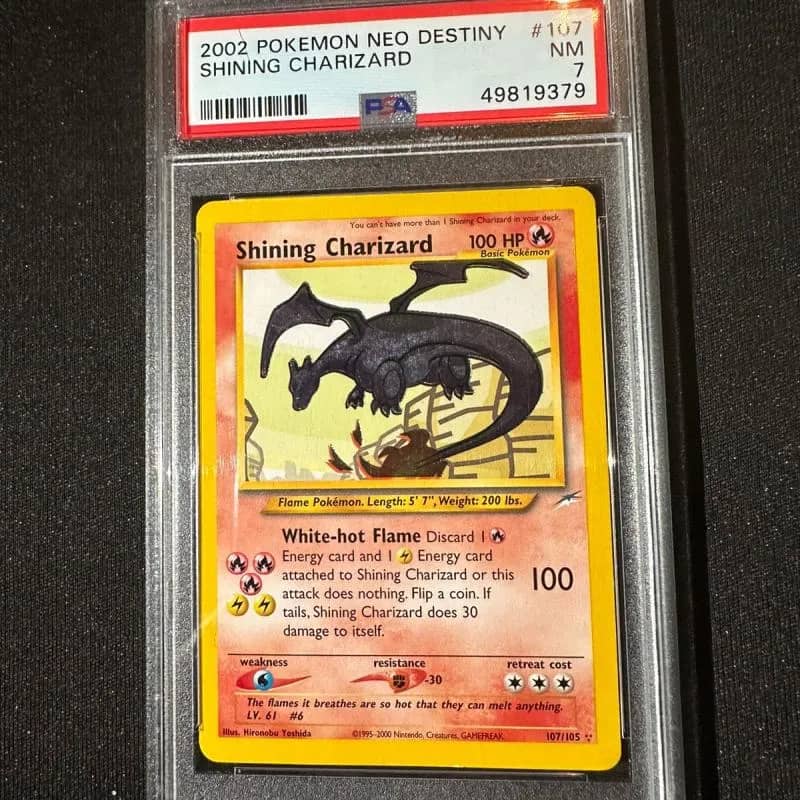 2002 POKEMON NEO DESTINY #107
SHINING CHARIZARD NM
7
PSA 49819379
You can't have more than 1 Shining Charizard in your deck.
Shining Charizard 100 HP
Basic Pokémon
Flame Pokémon. Length: 5' 7", Weight: 200 lbs.
White-hot Flame Discard 1
Energy card and 1 Energy card
attached to Shining Charizard or this
attack does nothing. Flip a coin. If
tails, Shining Charizard does 30
damage to itself.
100
weakness resistance retreat cost
-30
The flames it breathes are so hot that they can melt anything.
LV. 61 #6
Illus. Hironobu Yoshida ©1995-2000 Nintendo, Creatures, GAMEFREAK. 107/105